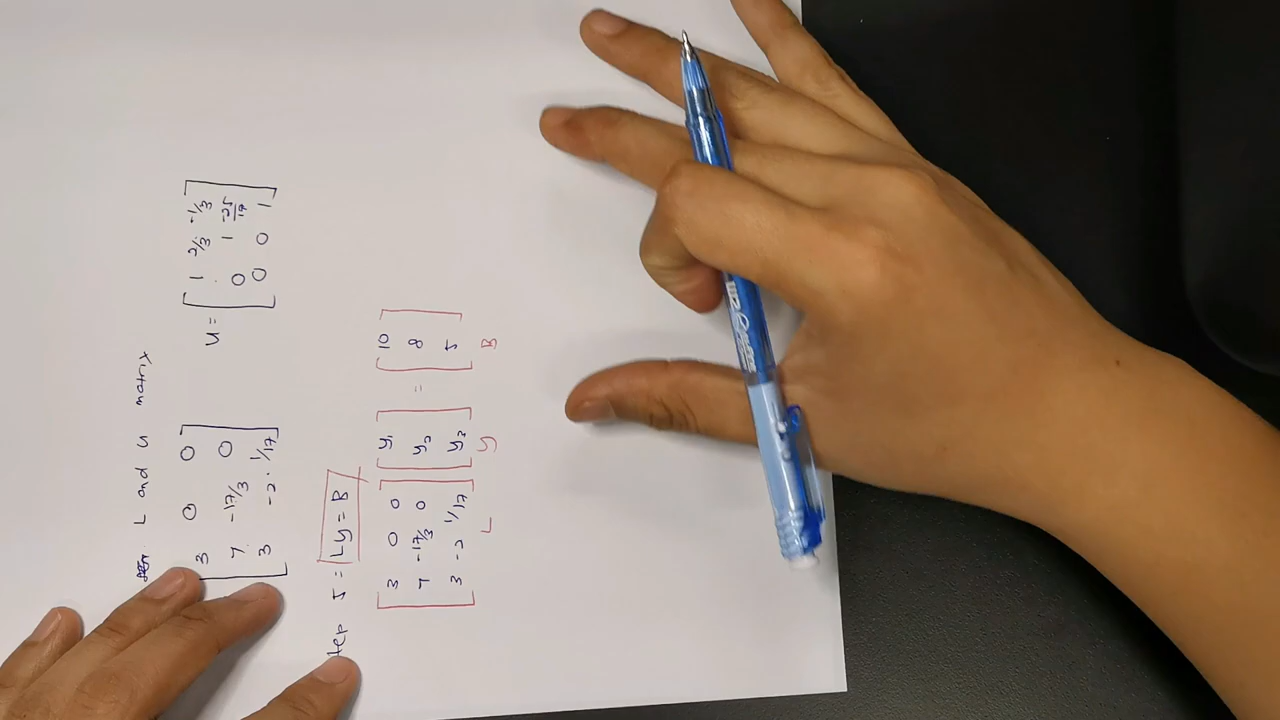 L and U matrix
3 0 0
7 -17/3 0
3 -2 1/17
U =
1 2/3 -1/3
0 1 -25/17
0 0 1
5 = Ly = B
3 0 0 y1 = 10
7 -17/3 0 y2 8
3 -2 1/17 y3 5
L y B